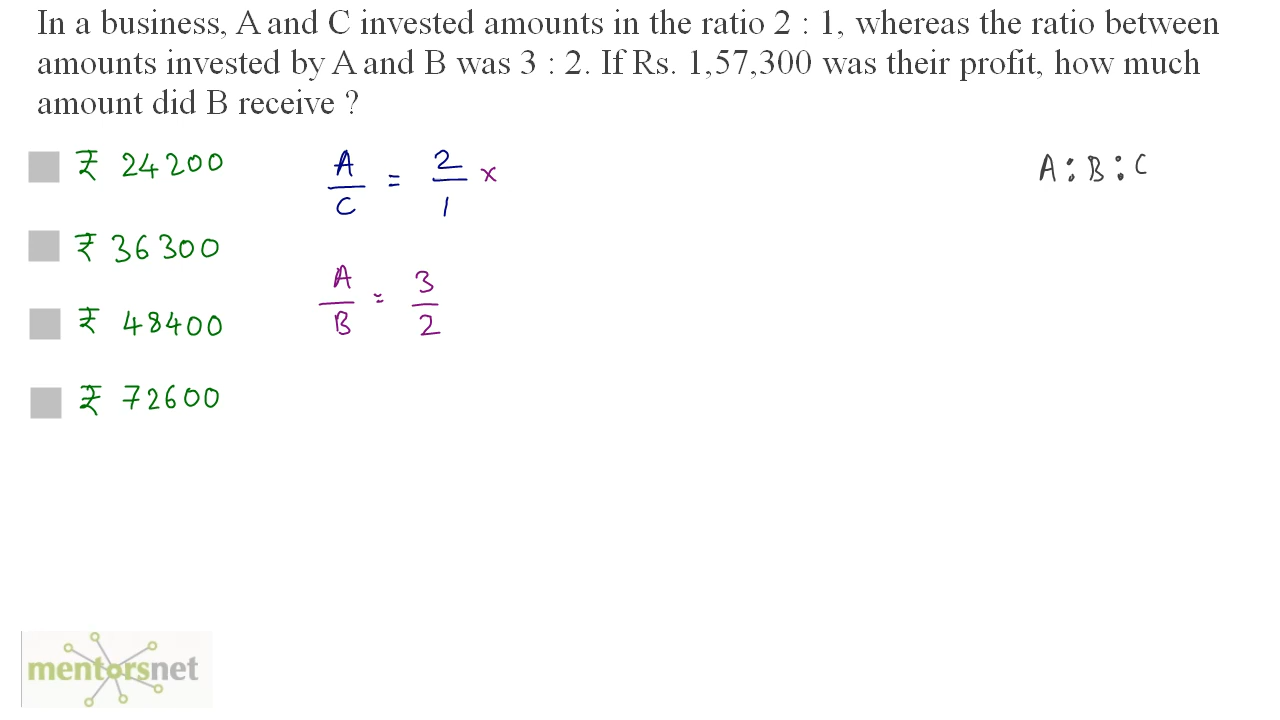 In a business, A and C invested amounts in the ratio 2 : 1, whereas the ratio between
amounts invested by A and B was 3 : 2. If Rs. 1,57,300 was their profit, how much
amount did B receive ?
₹ 24200
₹ 36300
₹ 48400
₹ 72600
A/C = 2/1 x
A/B = 3/2
A : B : C
mentorsnet